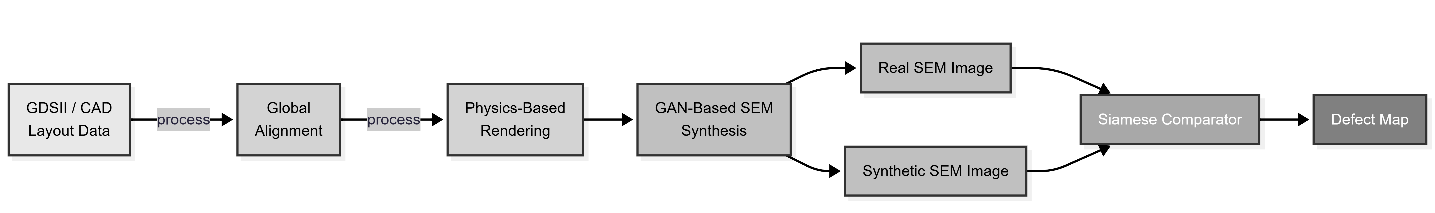 GDSII / CAD
Layout Data
process
Global
Alignment
process
Physics-Based
Rendering
GAN-Based SEM
Synthesis
Real SEM Image
Synthetic SEM Image
Siamese Comparator
Defect Map